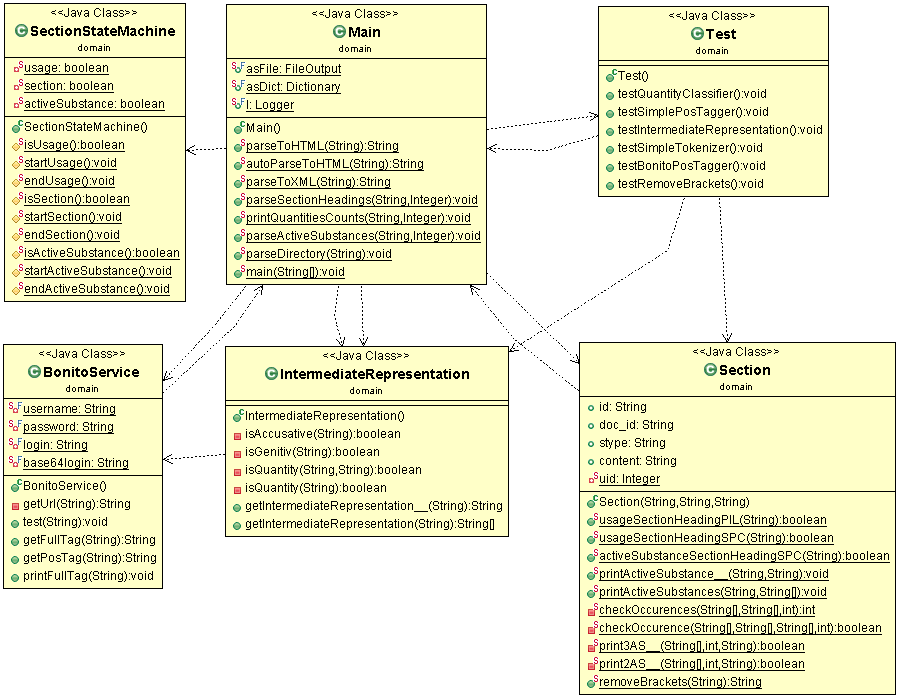 <<Java Class>>
SectionStateMachine
domain
usage: boolean
section: boolean
activeSubstance: boolean
SectionStateMachine()
isUsage():boolean
startUsage():void
endUsage():void
isSection():boolean
startSection():void
endSection():void
isActiveSubstance():boolean
startActiveSubstance():void
endActiveSubstance():void
<<Java Class>>
Main
domain
asFile: FileOutput
asDict: Dictionary
l: Logger
Main()
parseToHTML(String):String
autoParseToHTML(String):String
parseToXML(String):String
parseSectionHeadings(String,Integer):void
printQuantitiesCounts(String,Integer):void
parseActiveSubstances(String,Integer):void
parseDirectory(String):void
main(String[]):void
<<Java Class>>
Test
domain
Test()
testQuantityClassifier():void
testSimplePosTagger():void
testIntermediateRepresentation():void
testSimpleTokenizer():void
testBonitoPosTagger():void
testRemoveBrackets():void
<<Java Class>>
BonitoService
domain
username: String
password: String
login: String
base64login: String
BonitoService()
getUrl(String):String
test(String):void
getFullTag(String):String
getPosTag(String):String
printFullTag(String):void
<<Java Class>>
IntermediateRepresentation
domain
IntermediateRepresentation()
isAccusative(String):boolean
isGenitiv(String):boolean
isQuantity(String,String):boolean
isQuantity(String):boolean
getIntermediateRepresentation__(String):String
getIntermediateRepresentation(String):String[]
<<Java Class>>
Section
domain
id: String
doc_id: String
stype: String
content: String
uid: Integer
Section(String,String,String)
usageSectionHeadingPIL(String):boolean
usageSectionHeadingSPC(String):boolean
activeSubstanceSectionHeadingSPC(String):boolean
printActiveSubstance__(String,String):void
printActiveSubstances(String,String[]):void
checkOccurences(String[],String[],int):int
checkOccurence(String[],String[],String[],int):boolean
print3AS__(String[],int,String):boolean
print2AS__(String[],int,String):boolean
removeBrackets(String):String